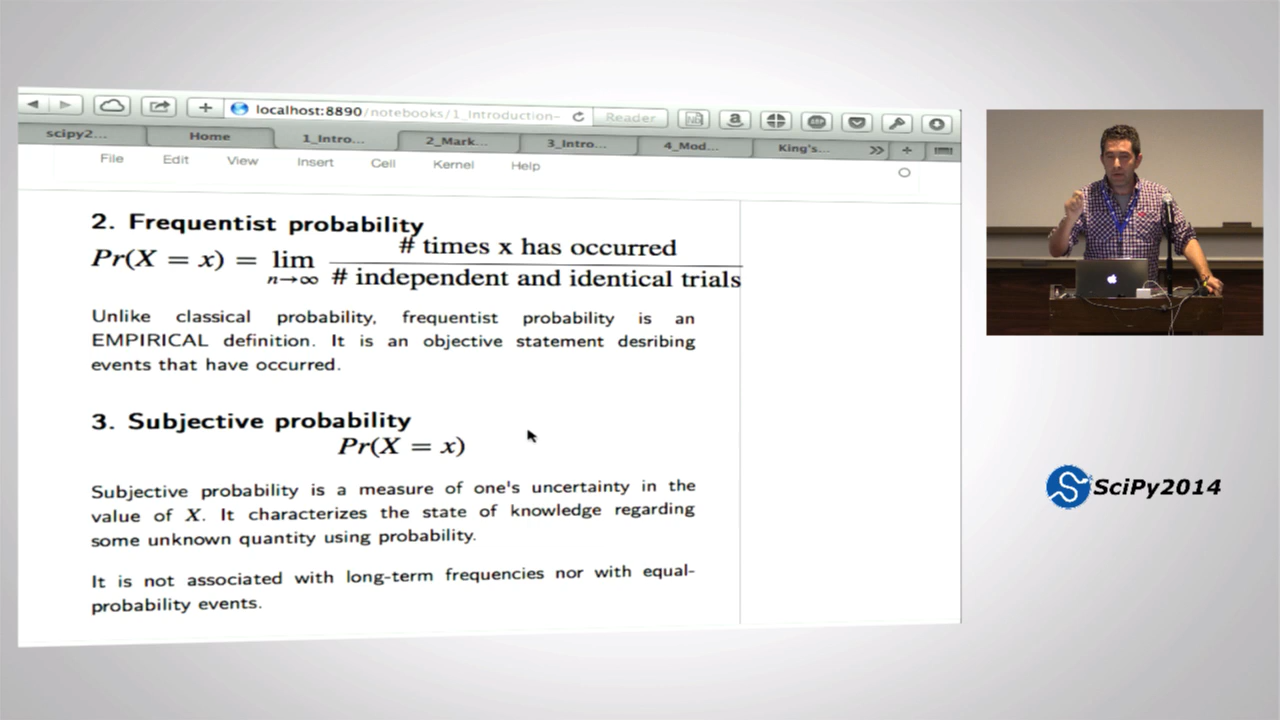 localhost:8890/notebooks/1_Introduction-
Reader
scipy2...
Home
1_Intro...
2_Mark...
3_Intro...
4_Mod...
King's...
File Edit View Insert Cell Kernel Help
2. Frequentist probability
Pr(X = x) = lim n→∞ # times x has occurred / # independent and identical trials
Unlike classical probability, frequentist probability is an
EMPIRICAL definition. It is an objective statement desribing
events that have occurred.
3. Subjective probability
Pr(X = x)
Subjective probability is a measure of one's uncertainty in the
value of X. It characterizes the state of knowledge regarding
some unknown quantity using probability.
It is not associated with long-term frequencies nor with equal-
probability events.
SciPy2014